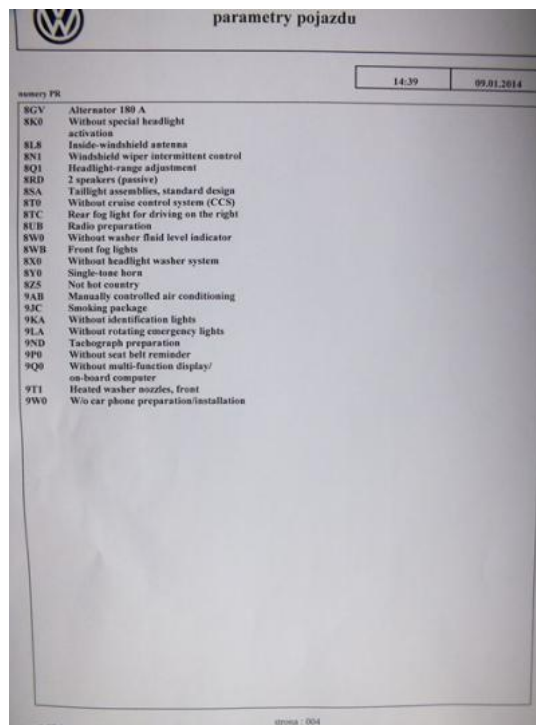 parametry pojazdu
14:39 09.01.2014
numery PR
8GV Alternator 180 A
8K0 Without special headlight
activation
8L8 Inside-windshield antenna
8N1 Windshield wiper intermittent control
8Q1 Headlight-range adjustment
8RD 2 speakers (passive)
8SA Taillight assemblies, standard design
8T0 Without cruise control system (CCS)
8TC Rear fog light for driving on the right
8UB Radio preparation
8W0 Without washer fluid level indicator
8WB Front fog lights
8X0 Without headlight washer system
8Y0 Single-tone horn
8Z5 Not hot country
9AB Manually controlled air conditioning
9JC Smoking package
9KA Without identification lights
9LA Without rotating emergency lights
9ND Tachograph preparation
9P0 Without seat belt reminder
9Q0 Without multi-function display/
on-board computer
9T1 Heated washer nozzles, front
9W0 W/o car phone preparation/installation
strona : 004